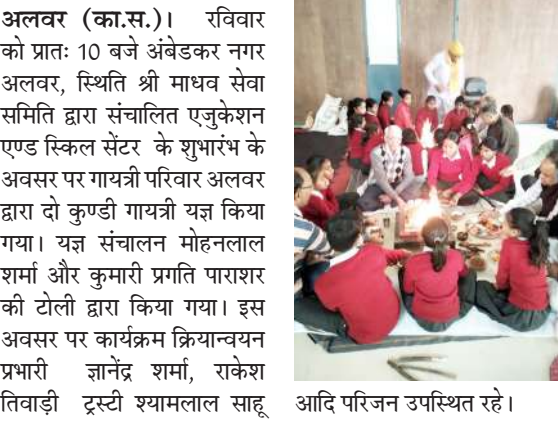 अलवर (का.स.)। रविवार
को प्रातः 10 बजे अंबेडकर नगर
अलवर, स्थिति श्री माधव सेवा
समिति द्वारा संचालित एजुकेशन
एण्ड स्किल सेंटर के शुभारंभ के
अवसर पर गायत्री परिवार अलवर
द्वारा दो कुण्डी गायत्री यज्ञ किया
गया। यज्ञ संचालन मोहनलाल
शर्मा और कुमारी प्रगति पाराशर
की टोली द्वारा किया गया। इस
अवसर पर कार्यक्रम क्रियान्वयन
प्रभारी ज्ञानेंद्र शर्मा, राकेश
तिवाड़ी ट्रस्टी श्यामलाल साहू
आदि परिजन उपस्थित रहे।